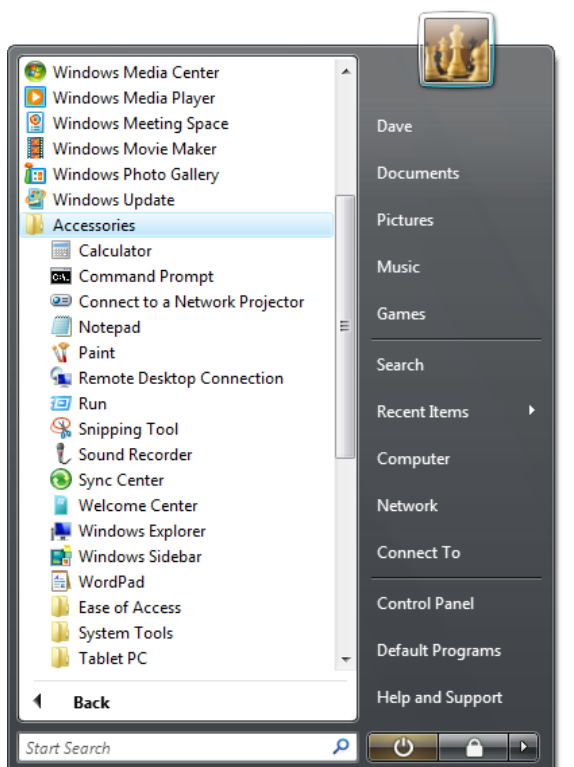 Windows Media Center
Windows Media Player
Windows Meeting Space
Windows Movie Maker
Windows Photo Gallery
Windows Update
Accessories
Calculator
Command Prompt
Connect to a Network Projector
Notepad
Paint
Remote Desktop Connection
Run
Snipping Tool
Sound Recorder
Sync Center
Welcome Center
Windows Explorer
Windows Sidebar
WordPad
Ease of Access
System Tools
Tablet PC
Back
Start Search
Dave
Documents
Pictures
Music
Games
Search
Recent Items
Computer
Network
Connect To
Control Panel
Default Programs
Help and Support